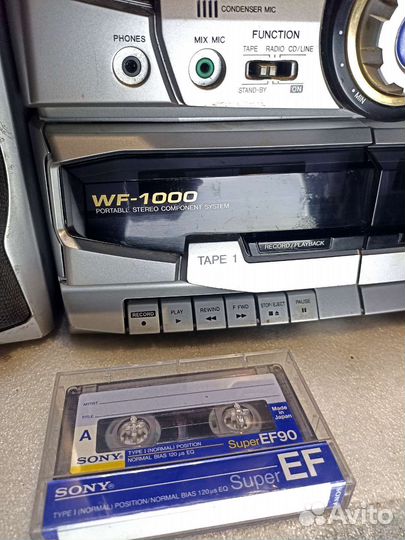 CONDENSER MIC
PHONES
MIX MIC
FUNCTION
TAPE RADIO CD/LINE
STAND-BY
ON
MIN
WF-1000
PORTABLE STEREO COMPONENT SYSTEM
TAPE 1
RECORD/PLAYBACK
RECORD
PLAY
REWIND
F FWD
STOP/EJECT
PAUSE
ARTIST
TITLE
A
Made in
Japan
TYPE I (NORMAL) POSITION
NORMAL BIAS 120 μs EQ
SONY
Super EF90
SONY
Super EF
TYPE I (NORMAL) POSITION/NORMAL BIAS 120 μs EQ
Avito